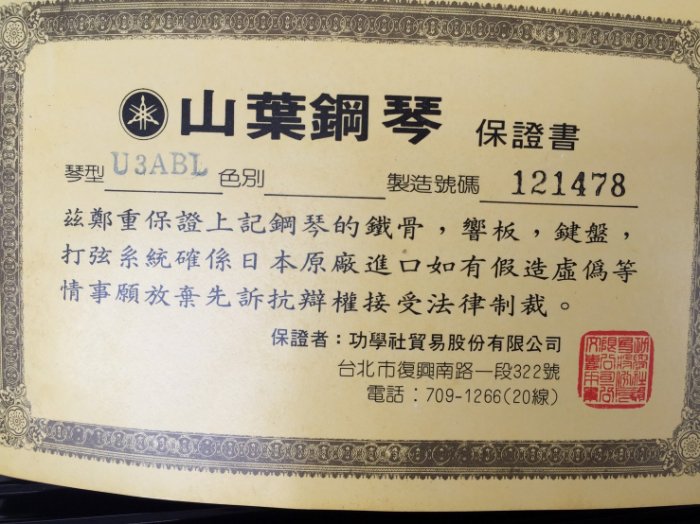 山葉鋼琴 保證書
琴型 U3ABL 色別 製造號碼 121478
玆鄭重保證上記鋼琴的鐵骨，響板，鍵盤，
打弦系統確係日本原廠進口如有假造虛僞等
情事願放棄先訴抗辯權接受法律制裁。
保證者：功學社貿易股份有限公司
台北市復興南路一段322號
電話：709-1266(20線)